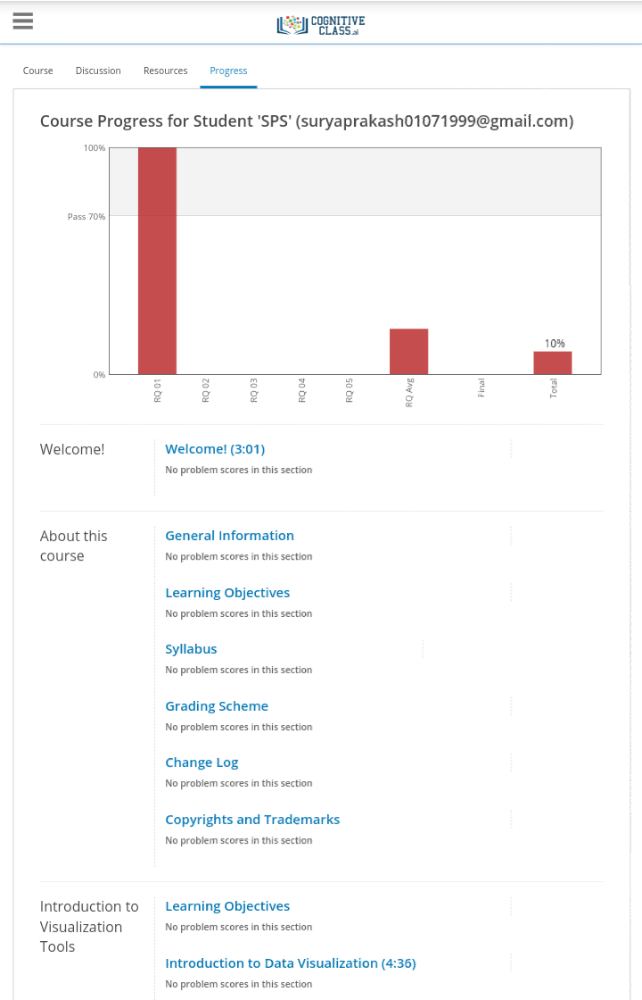 COGNITIVE
CLASS.ai
Course Discussion Resources Progress
Course Progress for Student 'SPS' (suryaprakash01071999@gmail.com)
100%
Pass 70%
10%
0%
RQ 01 RQ 02 RQ 03 RQ 04 RQ 05 RQ Avg Final Total
Welcome!
Welcome! (3:01)
No problem scores in this section
About this
course
General Information
No problem scores in this section
Learning Objectives
No problem scores in this section
Syllabus
No problem scores in this section
Grading Scheme
No problem scores in this section
Change Log
No problem scores in this section
Copyrights and Trademarks
No problem scores in this section
Introduction to
Visualization
Tools
Learning Objectives
No problem scores in this section
Introduction to Data Visualization (4:36)
No problem scores in this section